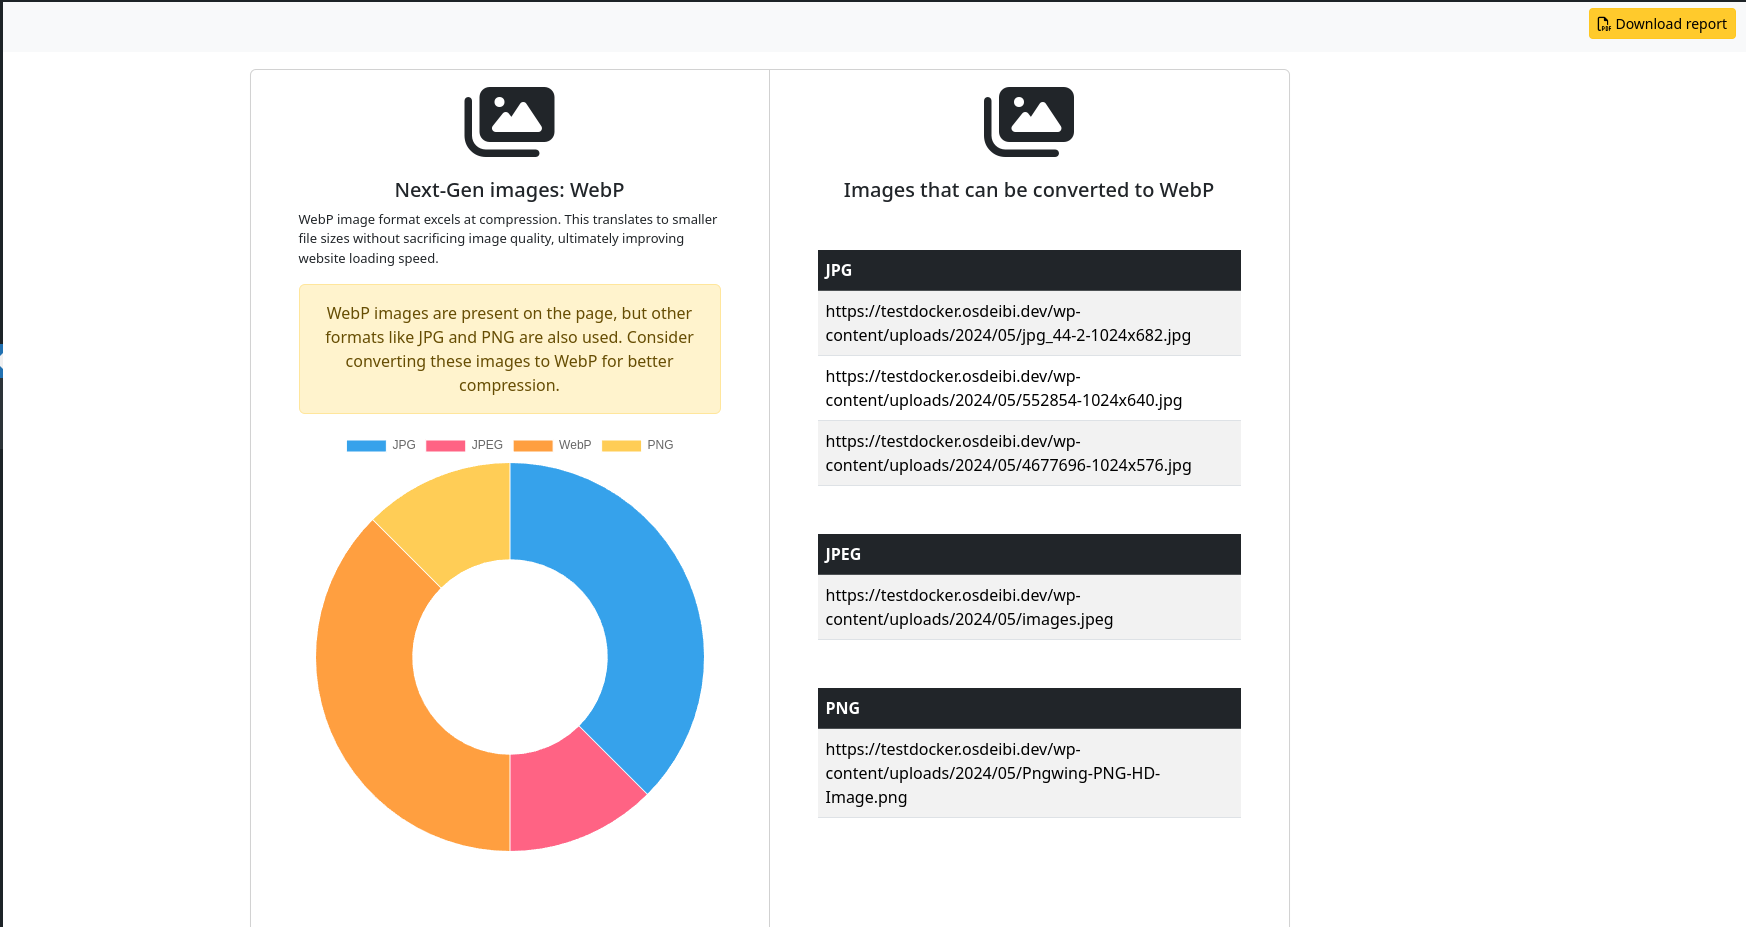 Download report
Next-Gen images: WebP
WebP image format excels at compression. This translates to smaller
file sizes without sacrificing image quality, ultimately improving
website loading speed.
WebP images are present on the page, but other
formats like JPG and PNG are also used. Consider
converting these images to WebP for better
compression.
JPG JPEG WebP PNG
Images that can be converted to WebP
JPG
https://testdocker.osdeibi.dev/wp-
content/uploads/2024/05/jpg_44-2-1024x682.jpg
https://testdocker.osdeibi.dev/wp-
content/uploads/2024/05/552854-1024x640.jpg
https://testdocker.osdeibi.dev/wp-
content/uploads/2024/05/4677696-1024x576.jpg
JPEG
https://testdocker.osdeibi.dev/wp-
content/uploads/2024/05/images.jpeg
PNG
https://testdocker.osdeibi.dev/wp-
content/uploads/2024/05/Pngwing-PNG-HD-
Image.png